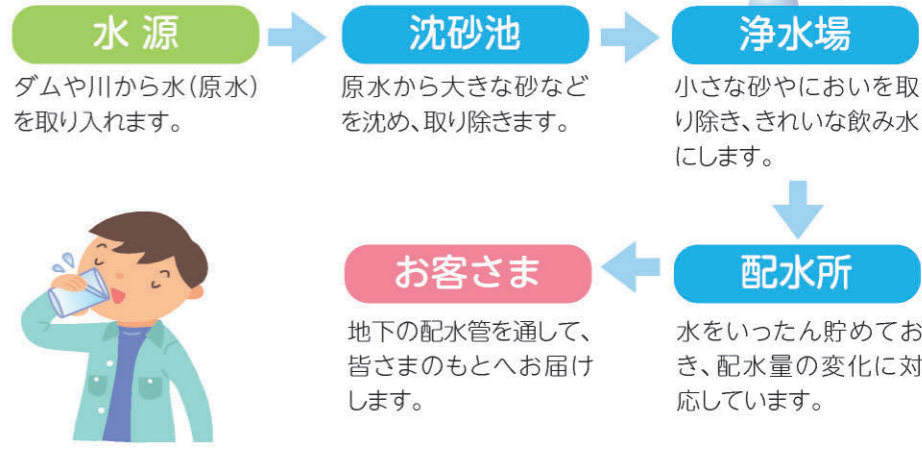 水源
ダムや川から水(原水)
を取り入れます。
沈砂池
原水から大きな砂など
を沈め、取り除きます。
浄水場
小さな砂やにおいを取
り除き、きれいな飲み水
にします。
配水所
水をいったん貯めてお
き、配水量の変化に対
応しています。
お客さま
地下の配水管を通して、
皆さまのもとへお届け
します。